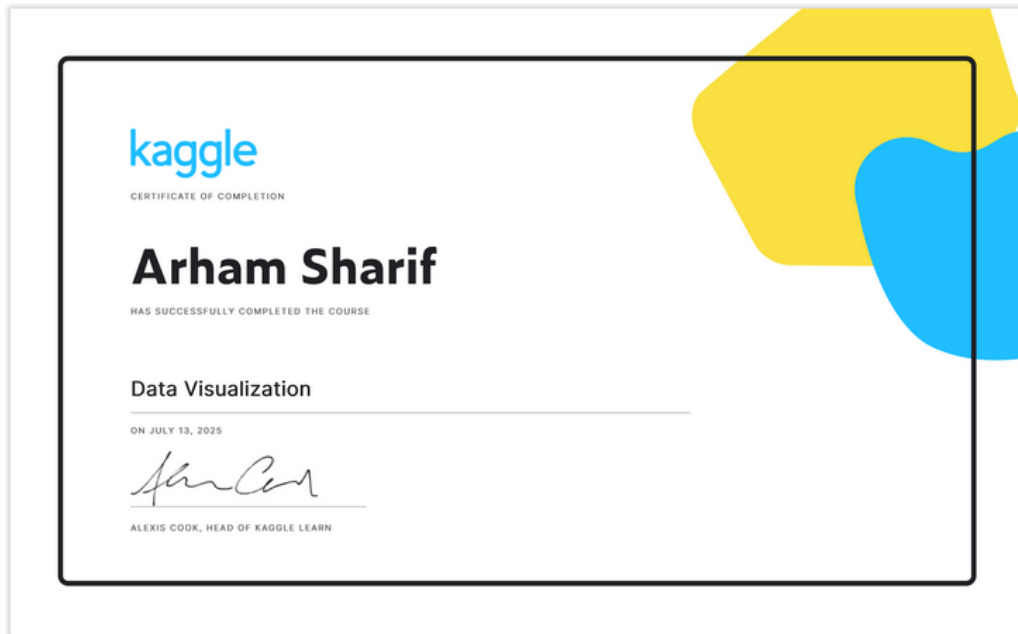 kaggle
CERTIFICATE OF COMPLETION
Arham Sharif
HAS SUCCESSFULLY COMPLETED THE COURSE
Data Visualization
ON JULY 13, 2025
ALEXIS COOK, HEAD OF KAGGLE LEARN